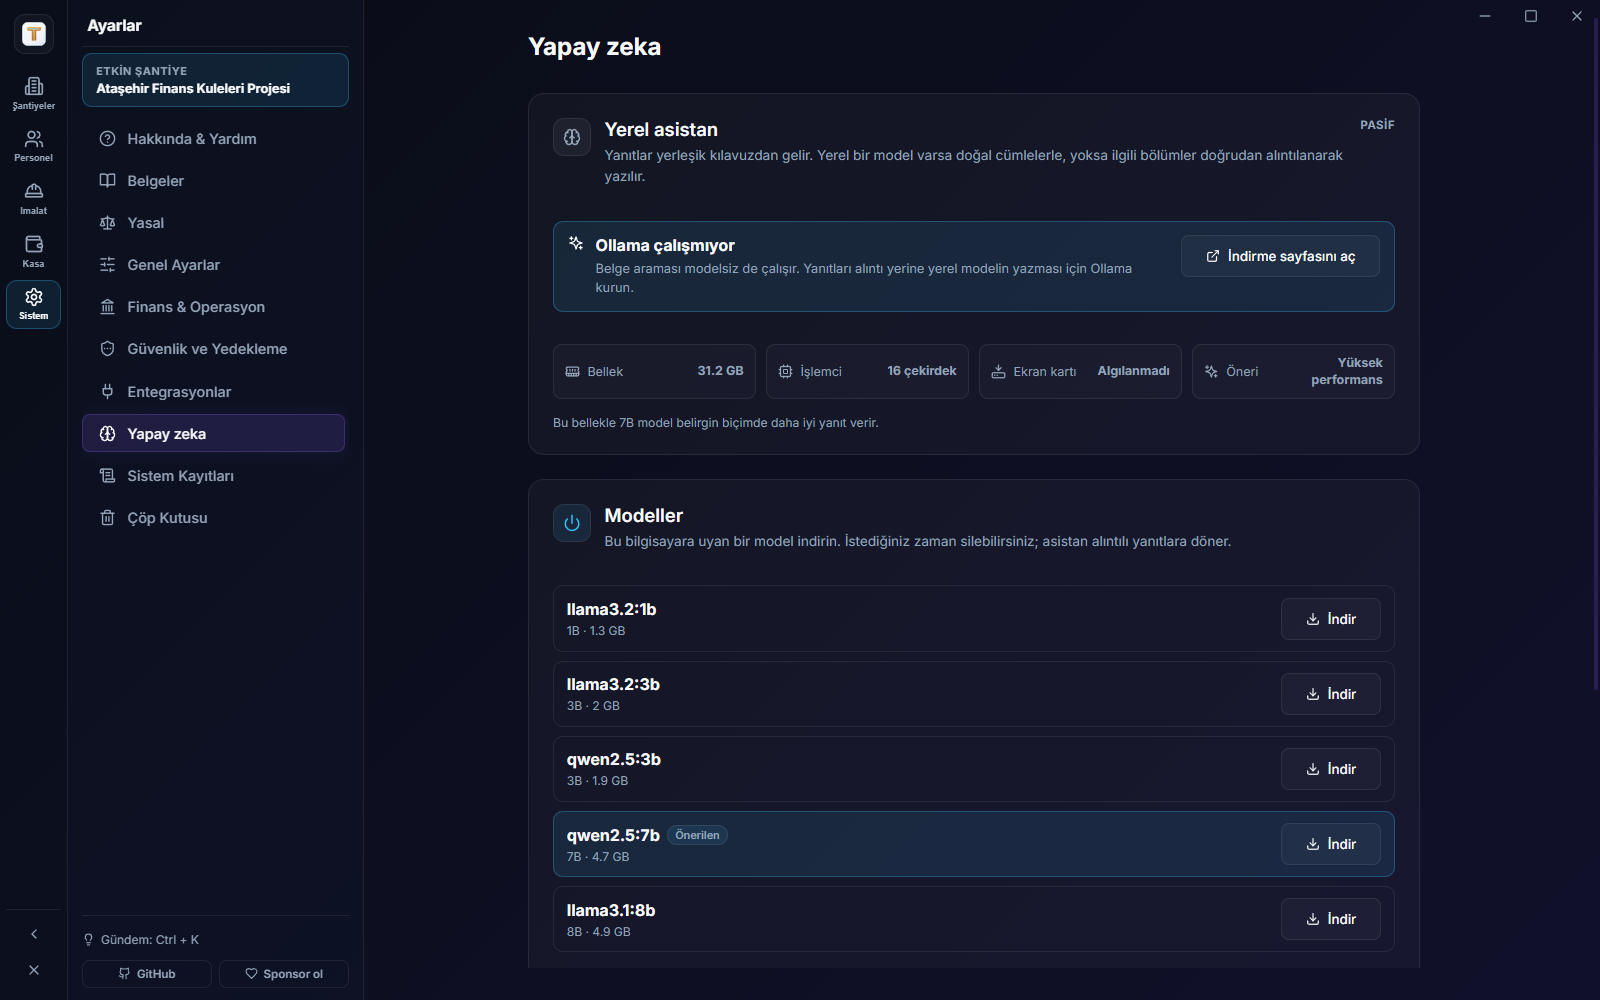 T
Şantiyeler
Personel
Imalat
Kasa
Sistem
Ayarlar
ETKİN ŞANTİYE
Ataşehir Finans Kuleleri Projesi
Hakkında & Yardım
Belgeler
Yasal
Genel Ayarlar
Finans & Operasyon
Güvenlik ve Yedekleme
Entegrasyonlar
Yapay zeka
Sistem Kayıtları
Çöp Kutusu
Gündem: Ctrl + K
GitHub
Sponsor ol
Yapay zeka
Yerel asistan
PASİF
Yanıtlar yerleşik kılavuzdan gelir. Yerel bir model varsa doğal cümlelerle, yoksa ilgili bölümler doğrudan alıntılanarak
yazılır.
Ollama çalışmıyor
Belge araması modelsiz de çalışır. Yanıtları alıntı yerine yerel modelin yazması için Ollama
kurun.
İndirme sayfasını aç
Bellek
31.2 GB
İşlemci
16 çekirdek
Ekran kartı
Algılanmadı
Öneri
Yüksek
performans
Bu bellekle 7B model belirgin biçimde daha iyi yanıt verir.
Modeller
Bu bilgisayara uyan bir model indirin. İstediğiniz zaman silebilirsiniz; asistan alıntılı yanıtlara döner.
llama3.2:1b
1B · 1.3 GB
İndir
llama3.2:3b
3B · 2 GB
İndir
qwen2.5:3b
3B · 1.9 GB
İndir
qwen2.5:7b
Önerilen
7B · 4.7 GB
İndir
llama3.1:8b
8B · 4.9 GB
İndir